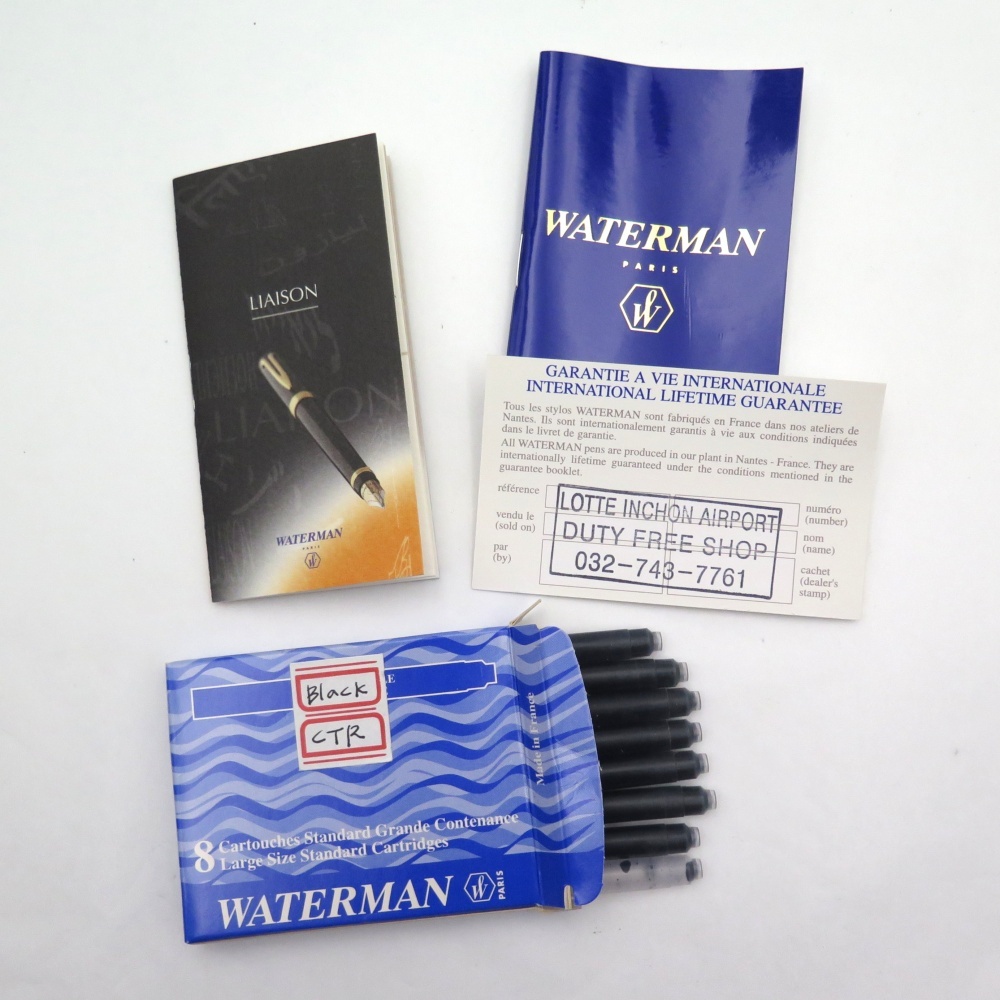 LIAISON
WATERMAN
PARIS
WATERMAN
PARIS
GARANTIE A VIE INTERNATIONALE
INTERNATIONAL LIFETIME GUARANTEE
Tous les stylos WATERMAN sont fabriqués en France dans nos ateliers de
Nantes. Ils sont internationalement garantis à vie aux conditions indiquées
dans le livret de garantie.
All WATERMAN pens are produced in our plant in Nantes - France. They are
internationally lifetime guaranteed under the conditions mentioned in the
guarantee booklet.
référence
numéro
(number)
vendu le
(sold on)
nom
(name)
par
(by)
cachet
(dealer's
stamp)
LOTTE INCHON AIRPORT
DUTY FREE SHOP
032-743-7761
Black
CTR
Made in France
8 Cartouches Standard Grande Contenance
Large Size Standard Cartridges
WATERMAN
PARIS